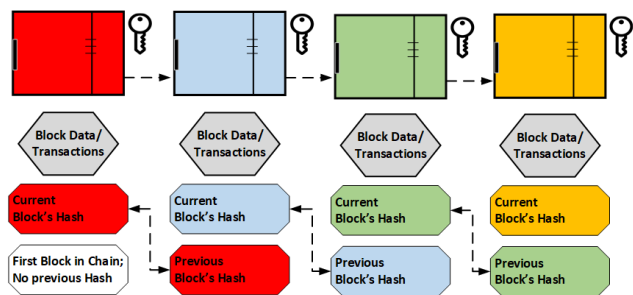 Block Data/
Transactions
Block Data/
Transactions
Block Data/
Transactions
Block Data/
Transactions
Current
Block's Hash
Current
Block's Hash
Current
Block's Hash
Current
Block's Hash
First Block in Chain;
No previous Hash
Previous
Block's Hash
Previous
Block's Hash
Previous
Block's Hash